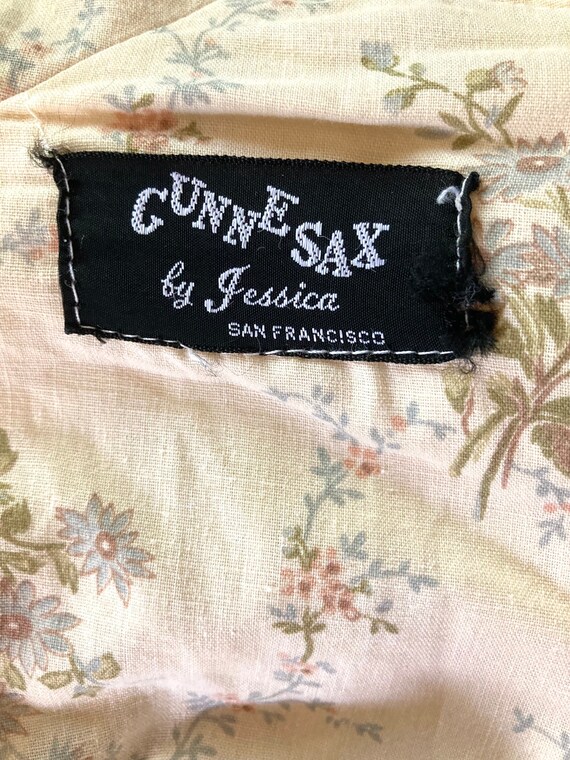 GUNNE SAX
by Jessica
SAN FRANCISCO